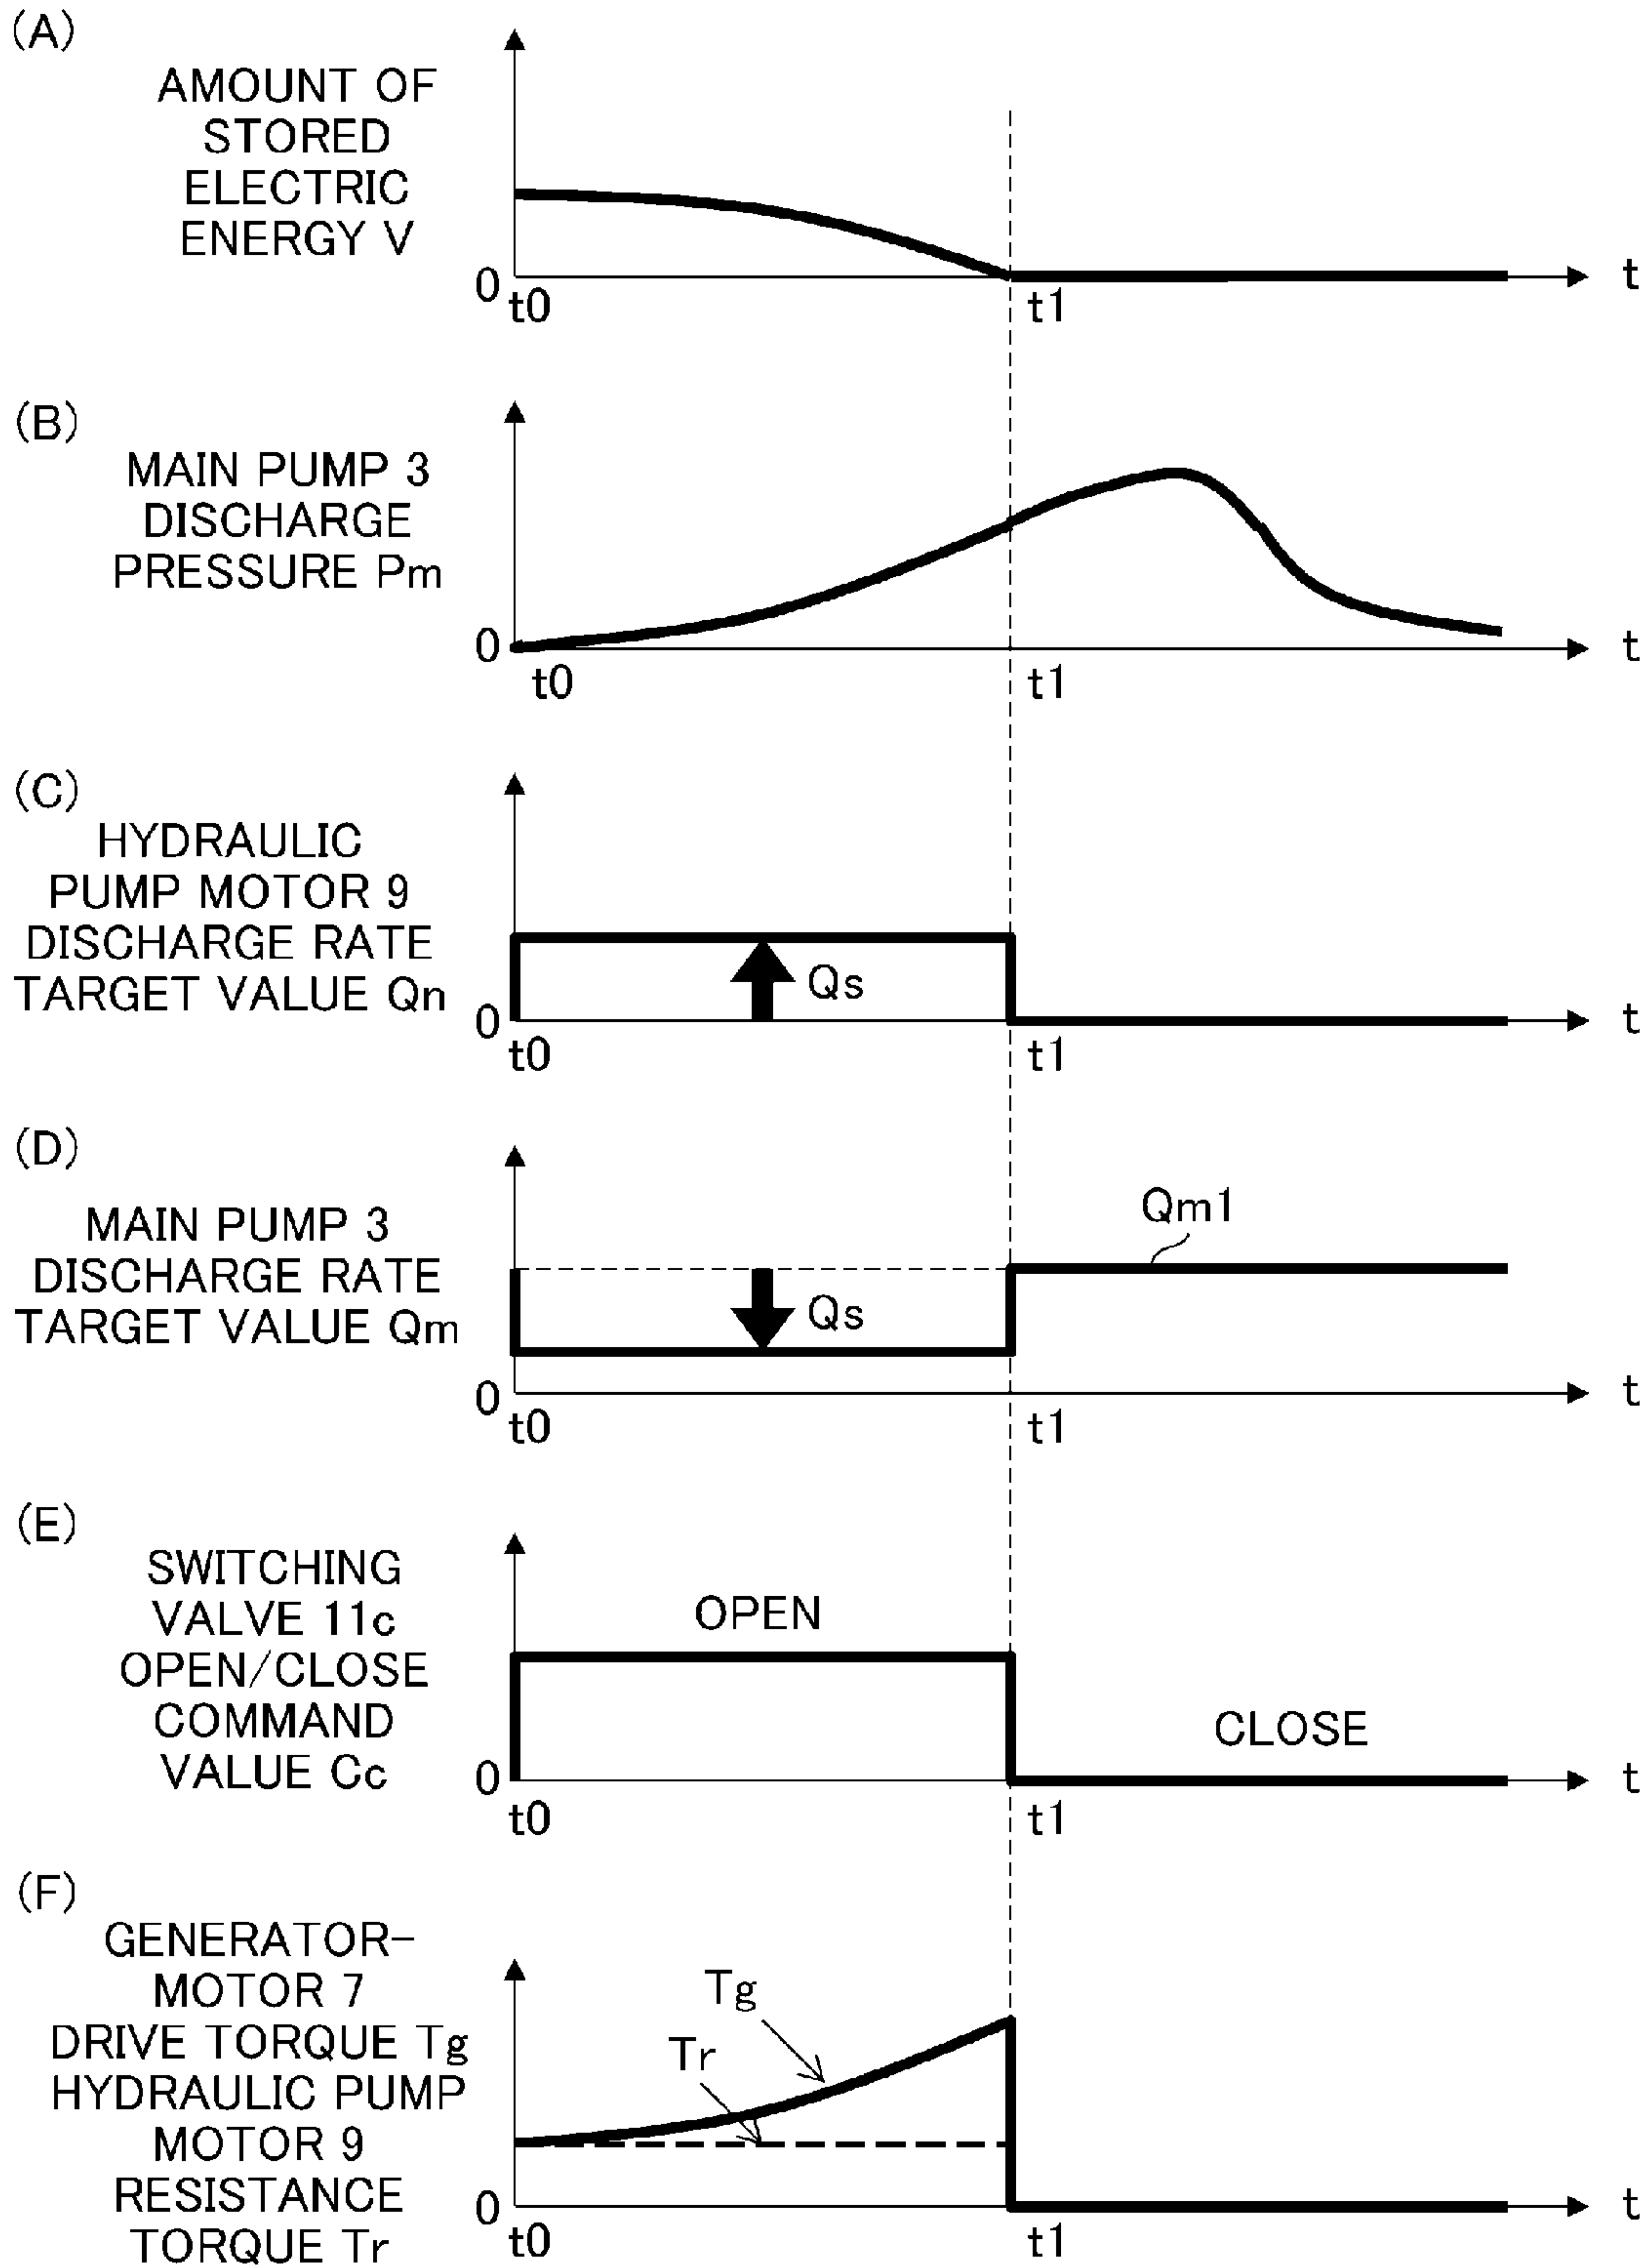 (A)
AMOUNT OF
STORED
ELECTRIC
ENERGY V
0
t0
t1
t
(B)
MAIN PUMP 3
DISCHARGE
PRESSURE Pm
0
t0
t1
t
(C)
HYDRAULIC
PUMP MOTOR 9
DISCHARGE RATE
TARGET VALUE Qn
Qs
0
t0
t1
t
(D)
MAIN PUMP 3
DISCHARGE RATE
TARGET VALUE Qm
Qm1
Qs
0
t0
t1
t
(E)
SWITCHING
VALVE 11c
OPEN/CLOSE
COMMAND
VALUE Cc
OPEN
CLOSE
0
t0
t1
t
(F)
GENERATOR-
MOTOR 7
DRIVE TORQUE Tg
HYDRAULIC PUMP
MOTOR 9
RESISTANCE
TORQUE Tr
Tg
Tr
0
t0
t1
t